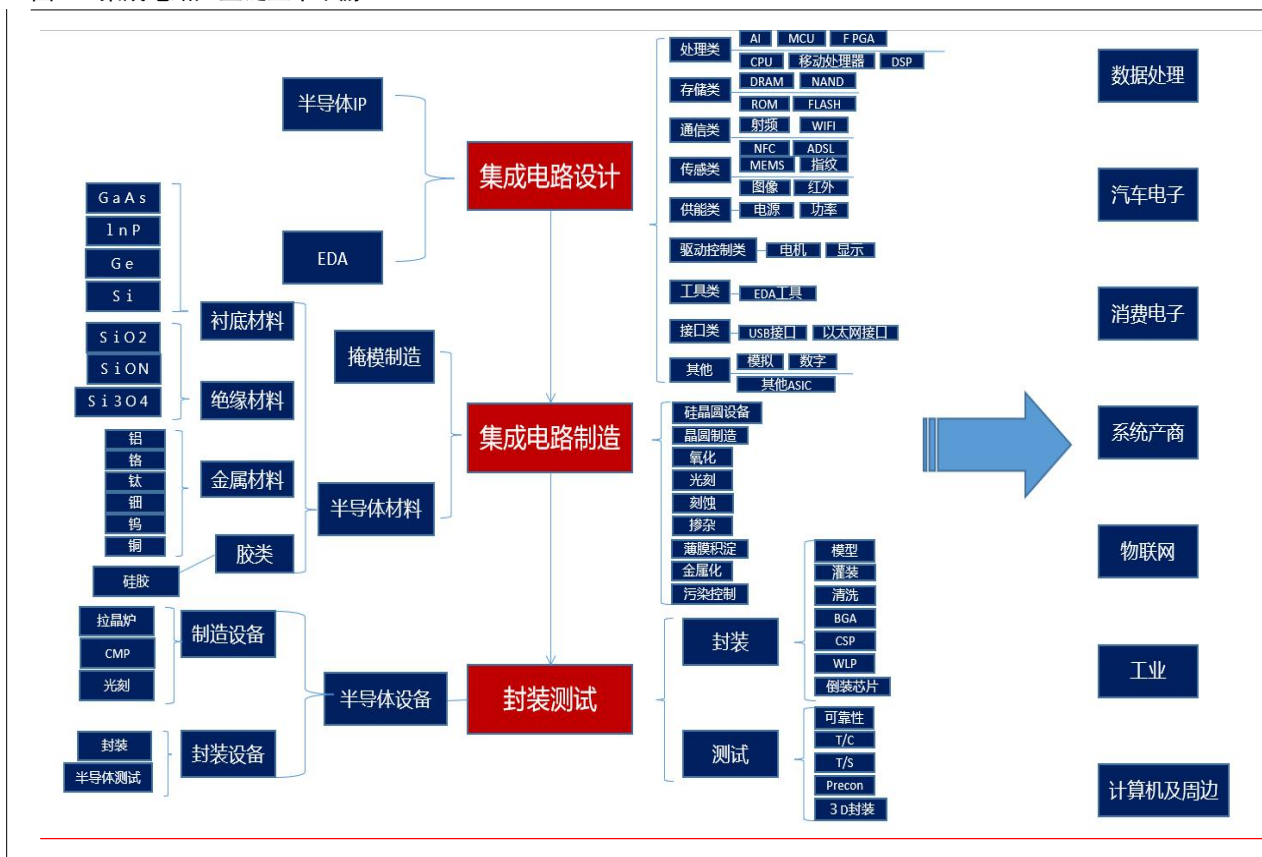 半导体IP
EDA
集成电路设计
处理类
AI MCU F PGA
CPU 移动处理器 DSP
存储类
DRAM NAND
ROM FLASH
通信类
射频 WIFI
NFC ADSL
传感类
MEMS 指纹
图像 红外
供能类
电源 功率
驱动控制类
电机 显示
工具类
EDA工具
接口类
USB接口 以太网接口
其他
模拟 数字
其他ASIC
GaAs
lnP
Ge
Si
衬底材料
SiO2
SiON
Si3O4
绝缘材料
铝
铬
钛
钿
钨
铜
金属材料
硅胶
胶类
掩模制造
半导体材料
集成电路制造
硅晶圆设备
晶圆制造
氧化
光刻
刻蚀
掺杂
薄膜积淀
金属化
污染控制
拉晶炉
CMP
光刻
制造设备
封装
半导体测试
封装设备
半导体设备
封装测试
封装
模型
灌装
清洗
BGA
CSP
WLP
倒装芯片
测试
可靠性
T/C
T/S
Precon
3D封装
数据处理
汽车电子
消费电子
系统产商
物联网
工业
计算机及周边